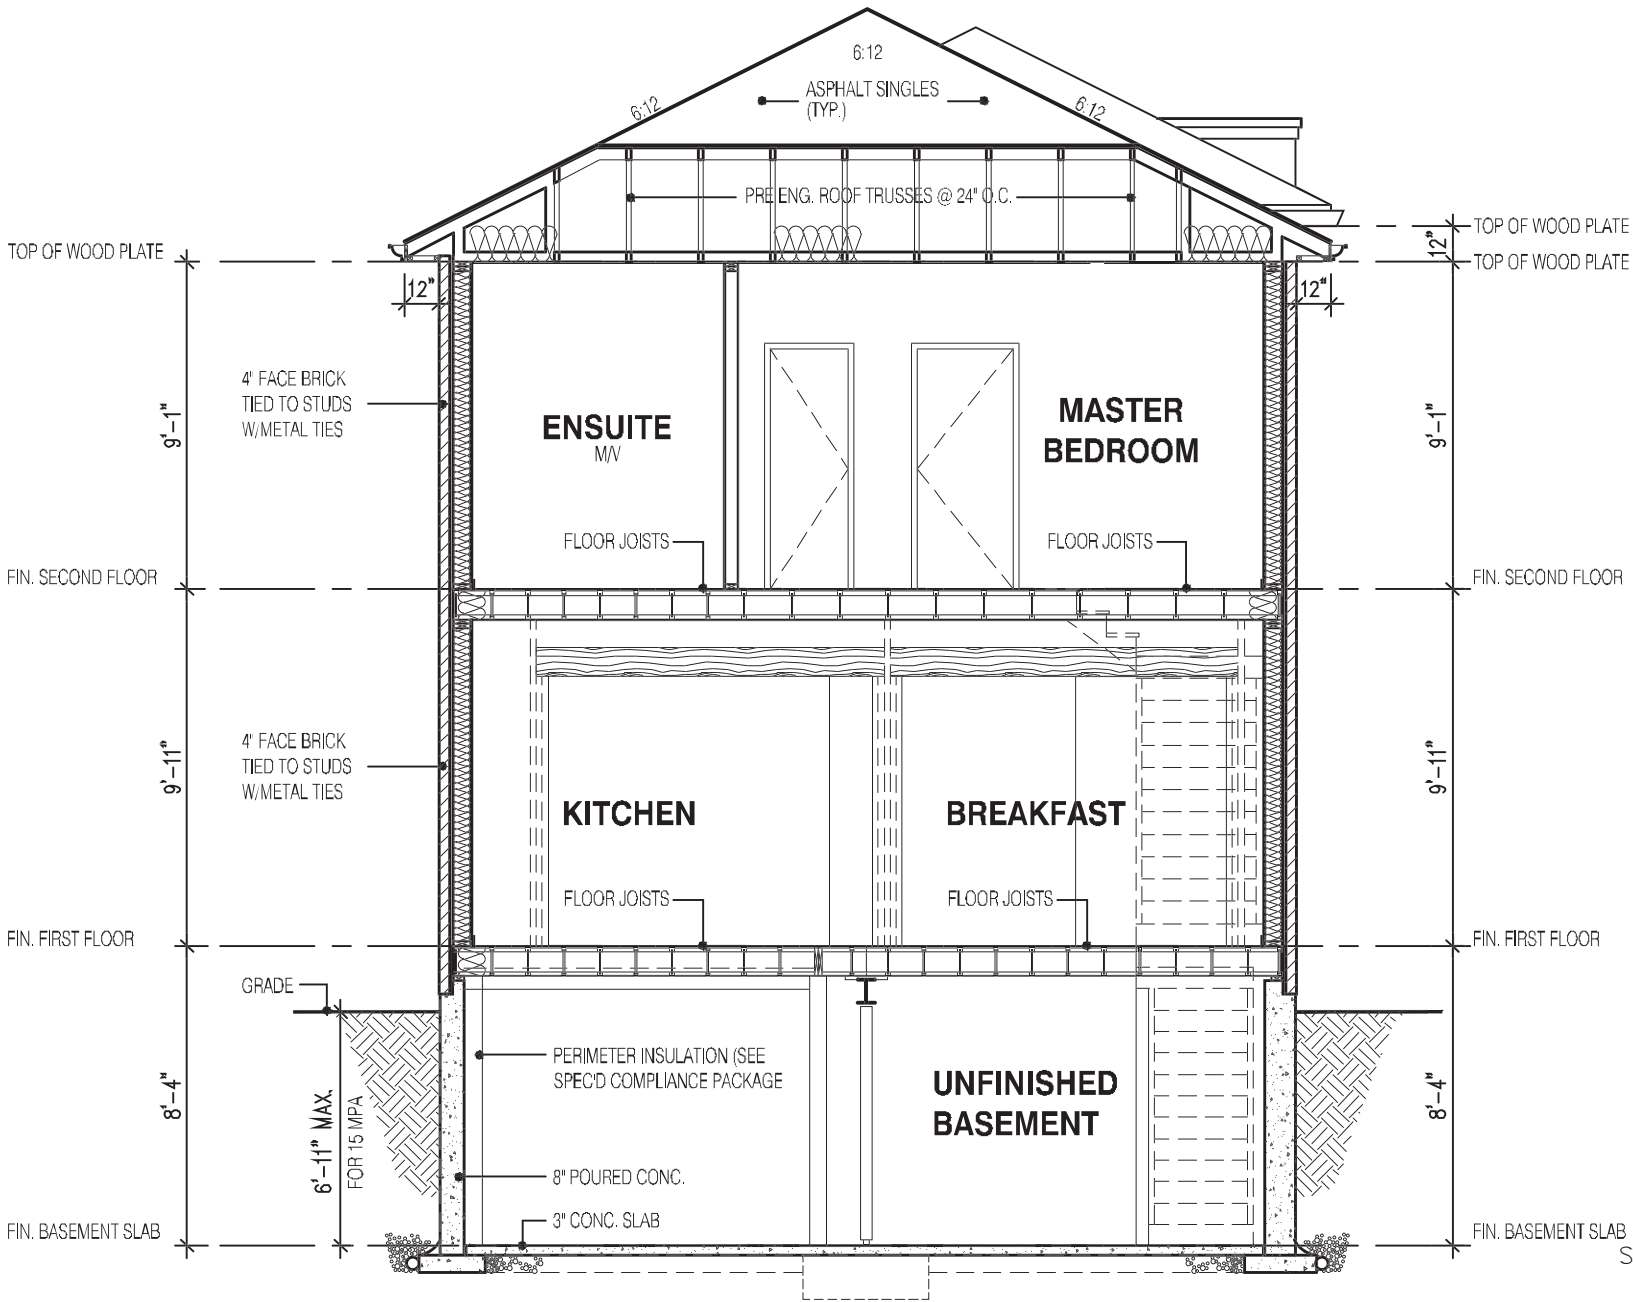 6:12
ASPHALT SINGLES
(TYP.)
6:12
6:12
PRE ENG. ROOF TRUSSES @ 24" O.C.
TOP OF WOOD PLATE
TOP OF WOOD PLATE
12"
TOP OF WOOD PLATE
12"
12"
4" FACE BRICK
TIED TO STUDS
W/METAL TIES
9'-1"
ENSUITE
M/V
MASTER
BEDROOM
9'-1"
FLOOR JOISTS
FLOOR JOISTS
FIN. SECOND FLOOR
FIN. SECOND FLOOR
4" FACE BRICK
TIED TO STUDS
W/METAL TIES
9'-11"
KITCHEN
BREAKFAST
9'-11"
FLOOR JOISTS
FLOOR JOISTS
FIN. FIRST FLOOR
FIN. FIRST FLOOR
GRADE
PERIMETER INSULATION (SEE
SPEC'D COMPLIANCE PACKAGE
UNFINISHED
BASEMENT
8'-4"
6'-11" MAX.
FOR 15 MPA
8'-4"
8" POURED CONC.
3" CONC. SLAB
FIN. BASEMENT SLAB
FIN. BASEMENT SLAB
S